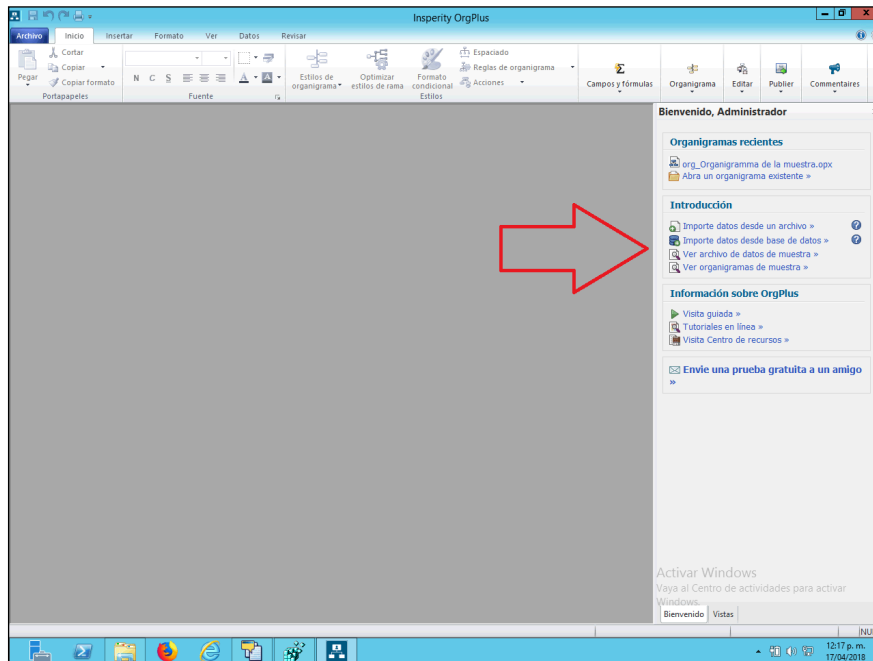 Insperity OrgPlus
Archivo Inicio Insertar Formato Ver Datos Revisar
Pegar
Cortar
Copiar
Copiar formato
Portapapeles
N C S A A
Fuente
Estilos de organigrama
Optimizar estilos de rama
Formato condicional
Espaciado
Reglas de organigrama
Acciones
Estilos
Σ
Campos y fórmulas
Organigrama
Editar
Publier
Commentaires
Bienvenido, Administrador
Organigramas recientes
org_Organigramma de la muestra.opx
Abra un organigrama existente »
Introducción
Importe datos desde un archivo » ?
Importe datos desde base de datos » ?
Ver archivo de datos de muestra »
Ver organigramas de muestra »
Información sobre OrgPlus
Visita guiada »
Tutoriales en línea »
Visita Centro de recursos »
Envie una prueba gratuita a un amigo
»
Activar Windows
Vaya al Centro de actividades para activar
Windows.
Bienvenido Vistas
NU
12:17 p. m.
17/04/2018